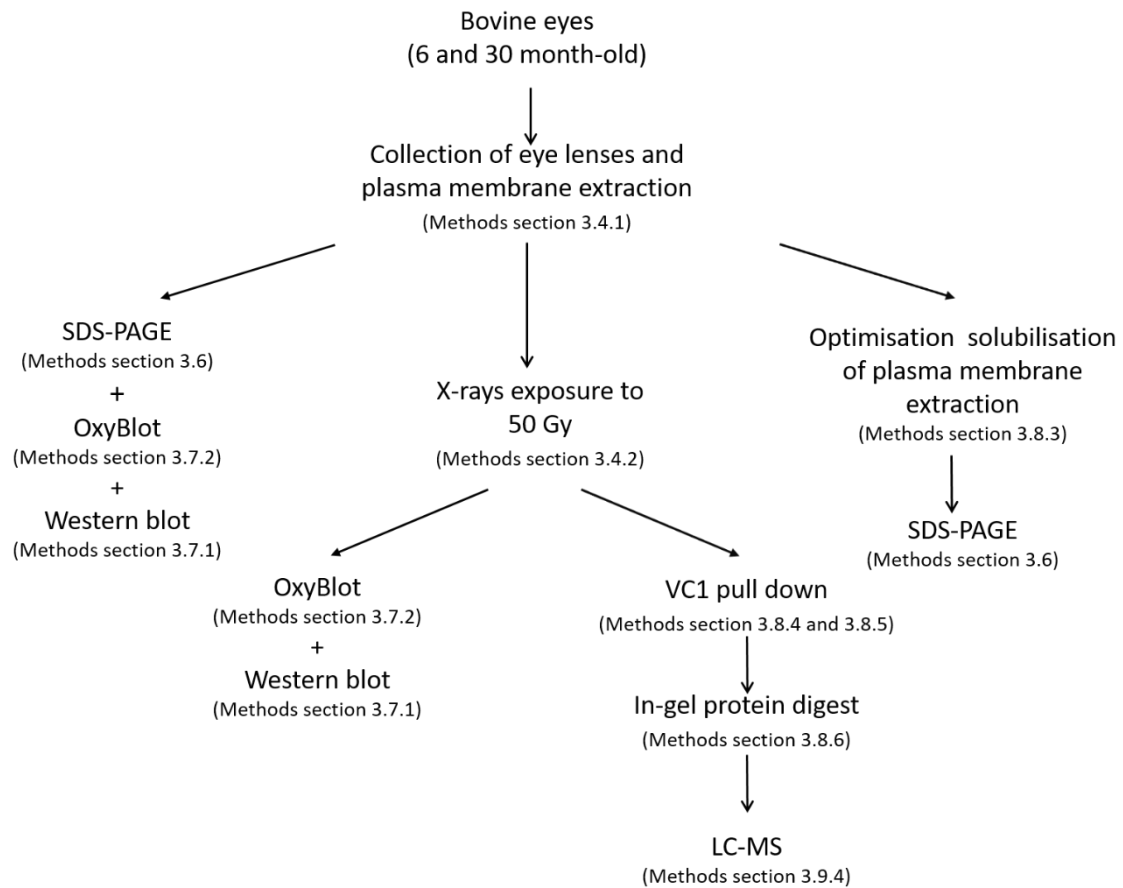 Bovine eyes
(6 and 30 month-old)
Collection of eye lenses and
plasma membrane extraction
(Methods section 3.4.1)
SDS-PAGE
(Methods section 3.6)
+
OxyBlot
(Methods section 3.7.2)
+
Western blot
(Methods section 3.7.1)
X-rays exposure to
50 Gy
(Methods section 3.4.2)
OxyBlot
(Methods section 3.7.2)
+
Western blot
(Methods section 3.7.1)
VC1 pull down
(Methods section 3.8.4 and 3.8.5)
In-gel protein digest
(Methods section 3.8.6)
LC-MS
(Methods section 3.9.4)
Optimisation solubilisation
of plasma membrane
extraction
(Methods section 3.8.3)
SDS-PAGE
(Methods section 3.6)